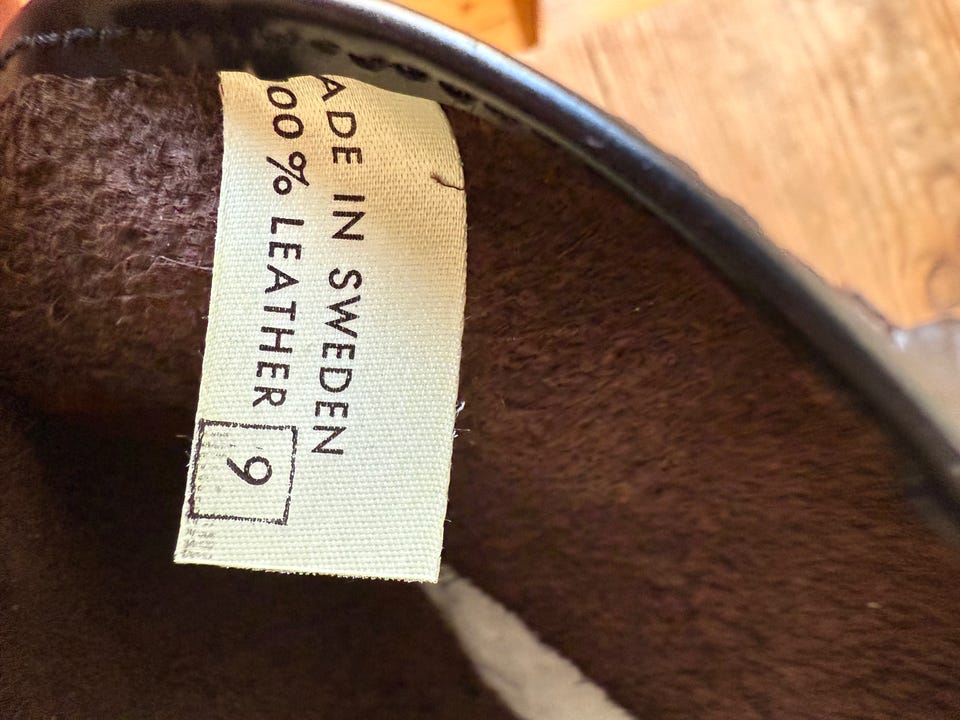 ADE IN SWEDEN
00% LEATHER 9